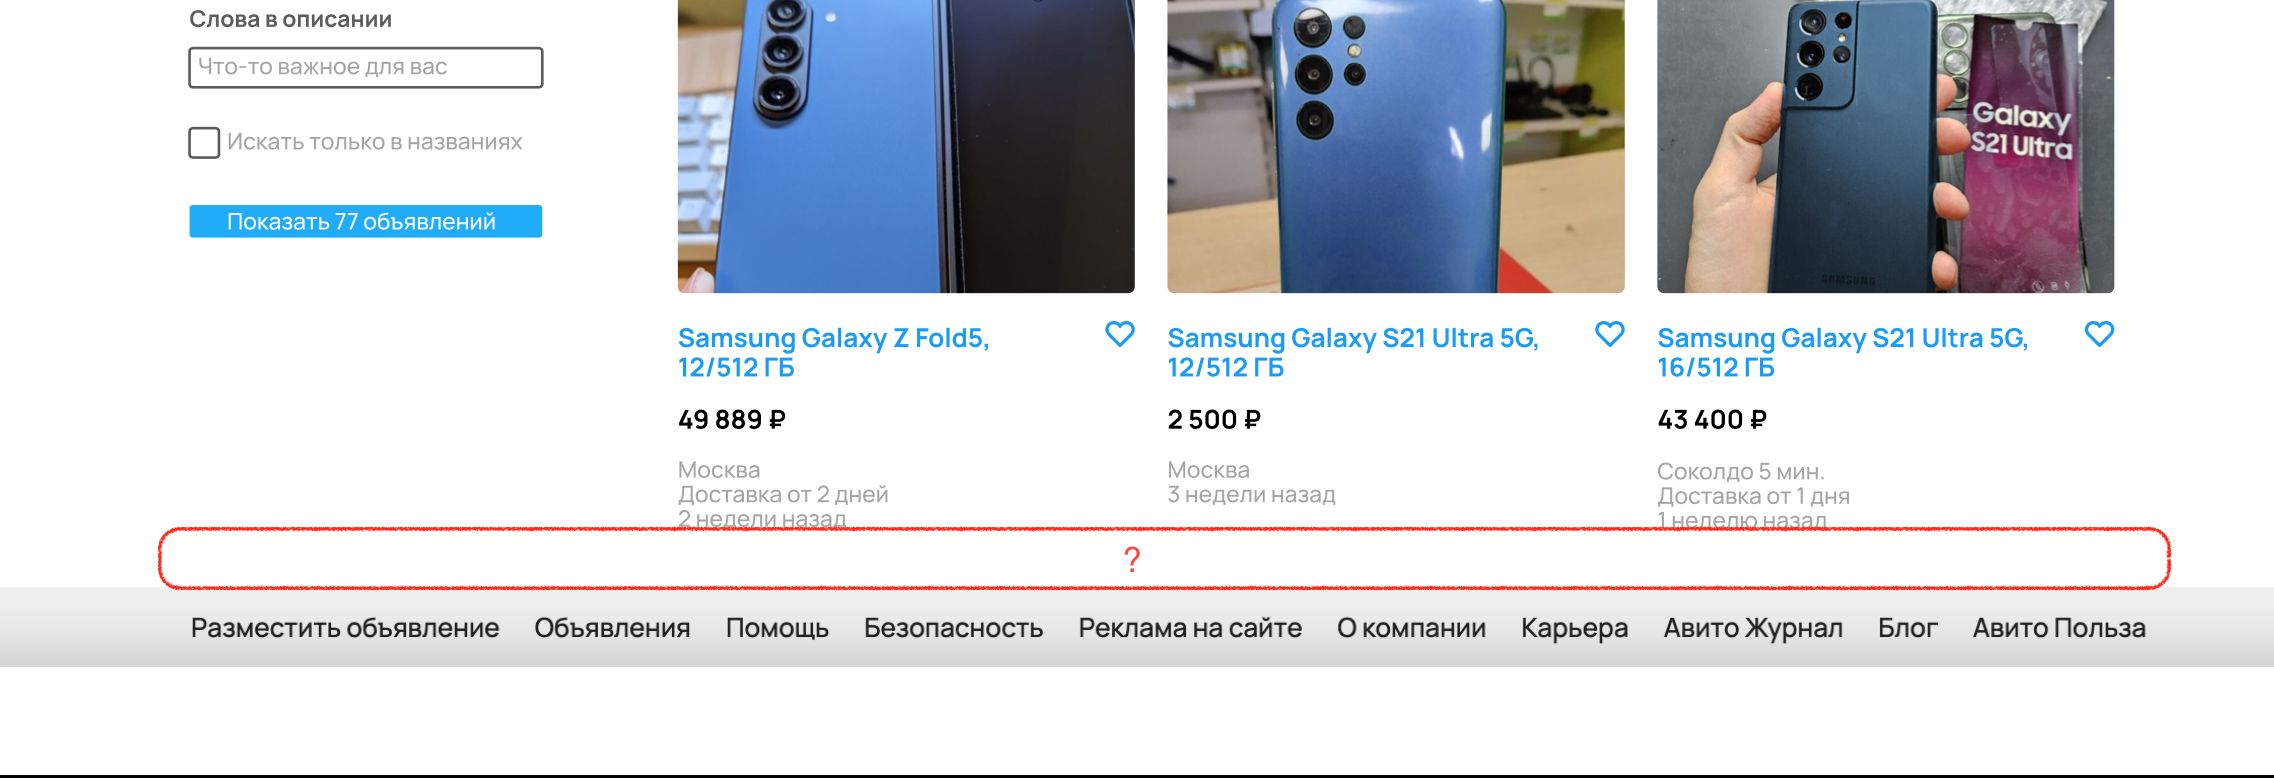 Слова в описании
Что-то важное для вас
Искать только в названиях
Показать 77 объявлений
Galaxy
S21 Ultra
SAMSUNG
Samsung Galaxy Z Fold5,
12/512 ГБ
49 889 ₽
Москва
Доставка от 2 дней
2 недели назад
Samsung Galaxy S21 Ultra 5G,
12/512 ГБ
2 500 ₽
Москва
3 недели назад
Samsung Galaxy S21 Ultra 5G,
16/512 ГБ
43 400 ₽
Соколдо 5 мин.
Доставка от 1 дня
1 неделю назад
?
Разместить объявление Объявления Помощь Безопасность Реклама на сайте О компании Карьера Авито Журнал Блог Авито Польза